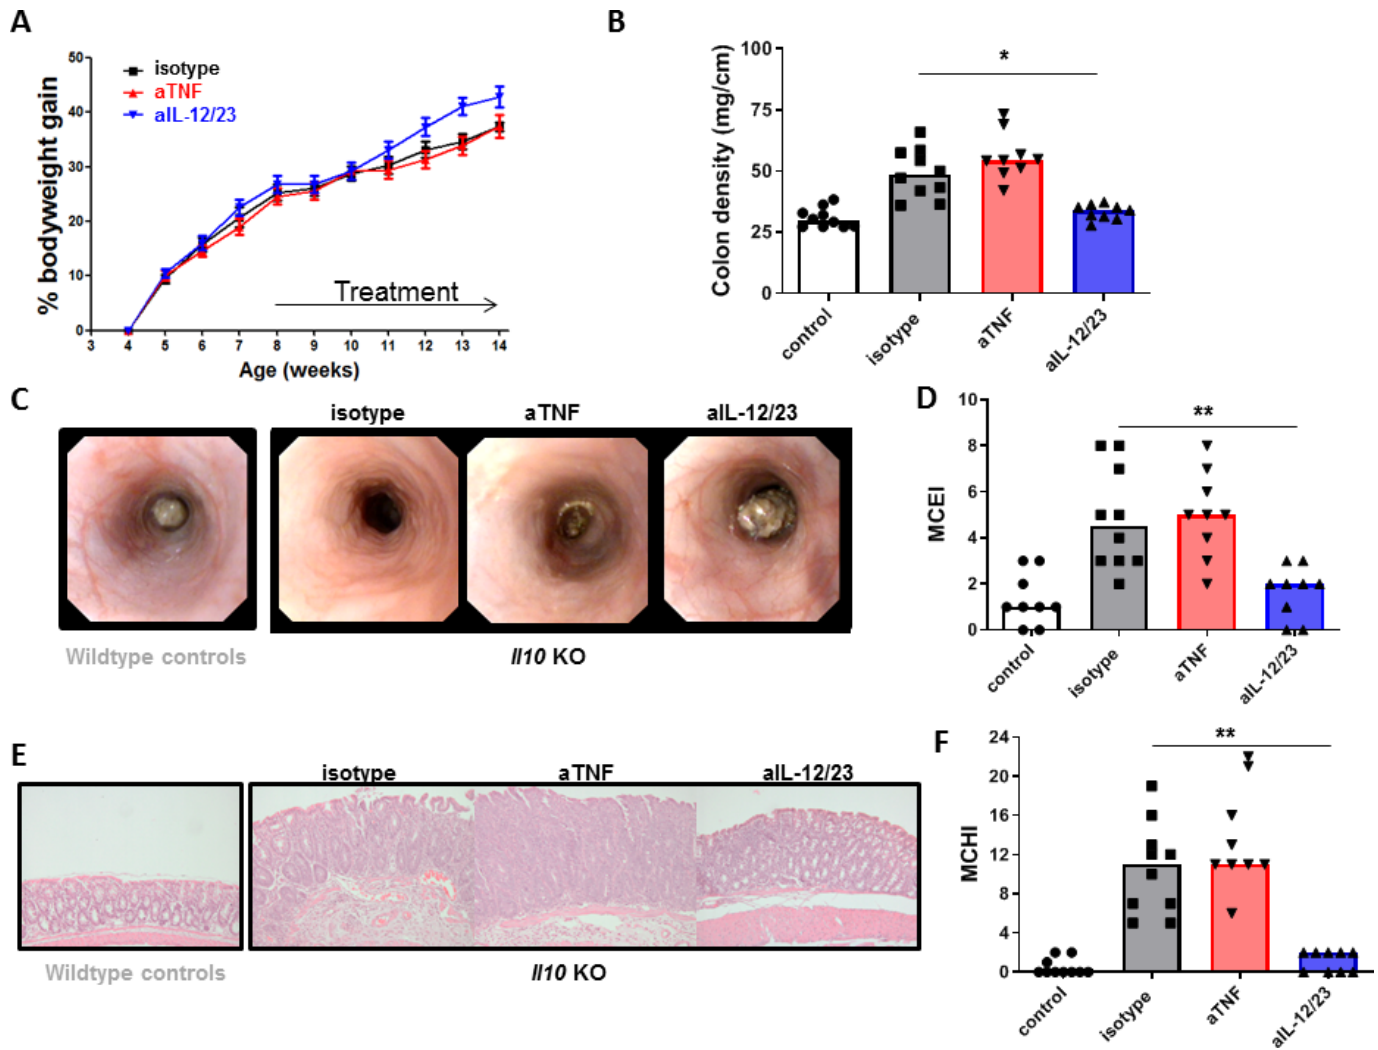 A
B
% bodyweight gain
50
40
30
20
10
0
isotype
aTNF
aIL-12/23
Treatment
3 4 5 6 7 8 9 10 11 12 13 14
Age (weeks)
Colon density (mg/cm)
100
75
50
25
0
*
control
isotype
aTNF
aIL-12/23
C
isotype aTNF aIL-12/23
Wildtype controls
Il10 KO
D
MCEI
10
8
6
4
2
0
**
control
isotype
aTNF
aIL-12/23
E
isotype aTNF aIL-12/23
Wildtype controls
Il10 KO
F
MCHI
24
20
16
12
8
4
0
**
control
isotype
aTNF
aIL-12/23